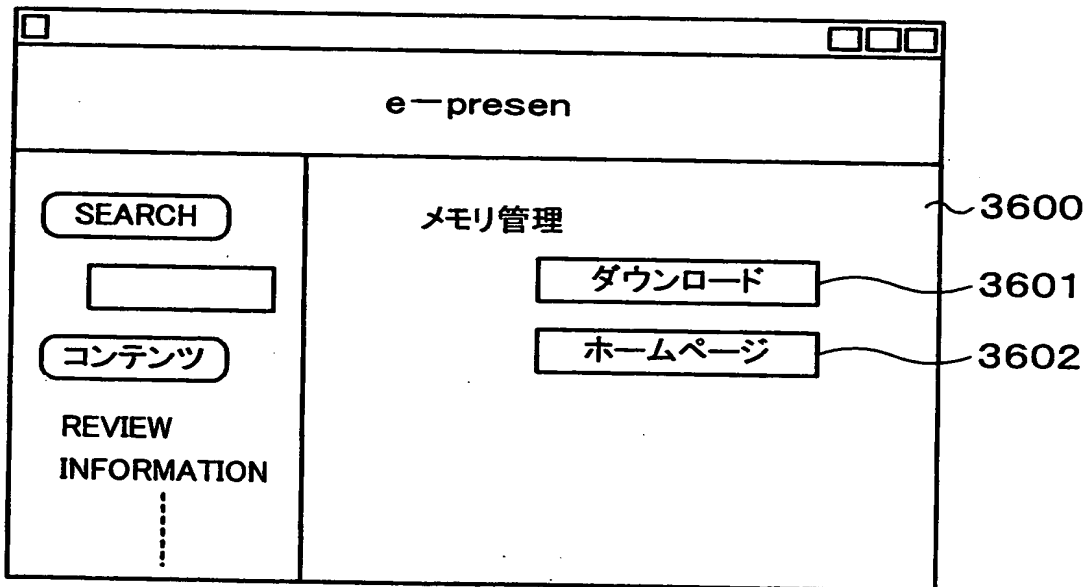 e-presen
SEARCH
コンテンツ
REVIEW
INFORMATION
メモリ管理
ダウンロード
ホームページ
3600
3601
3602